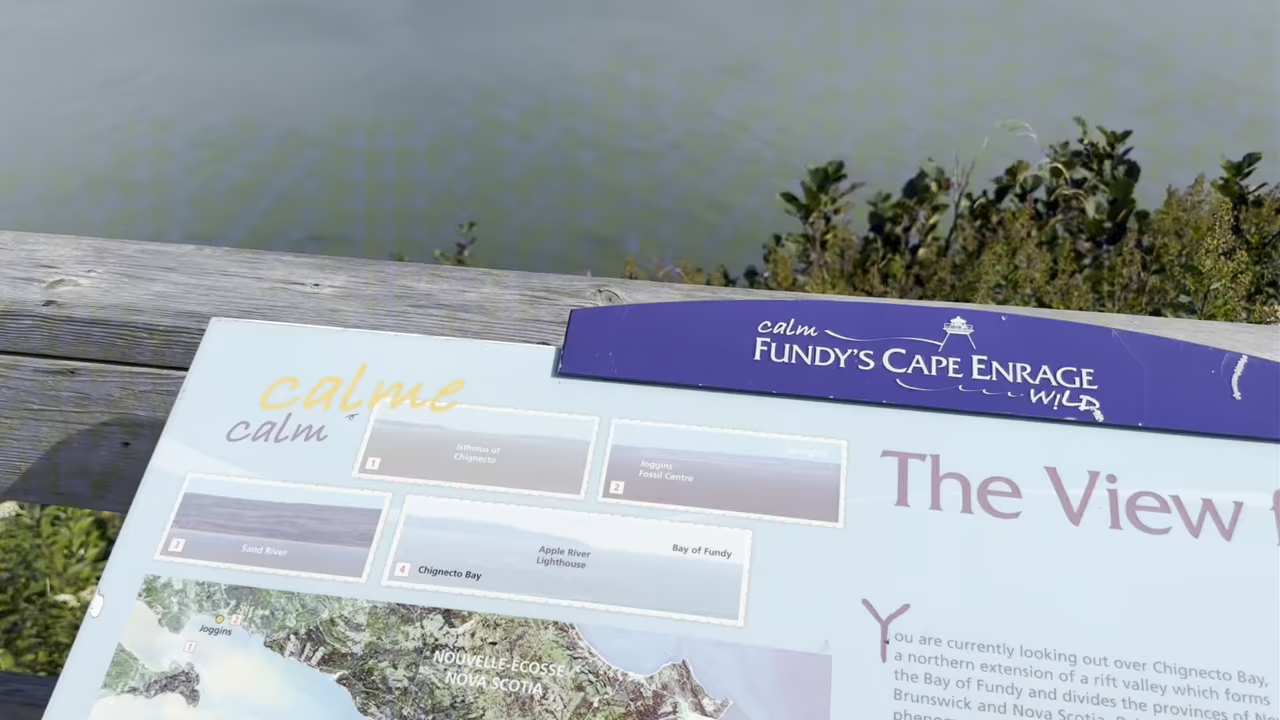 calm
FUNDY'S CAPE ENRAGE
WILD
calme
calm
Isthmus of
Chignecto
1
Joggins
Fossil Centre
2
The View
3
Sand River
4
Chignecto Bay
Apple River
Lighthouse
Bay of Fundy
Joggins
2
1
NOUVELLE-ÉCOSSE
NOVA SCOTIA
You are currently looking out over Chignecto Bay,
a northern extension of a rift valley which forms
the Bay of Fundy and divides the provinces of
Brunswick and Nova Scotia.